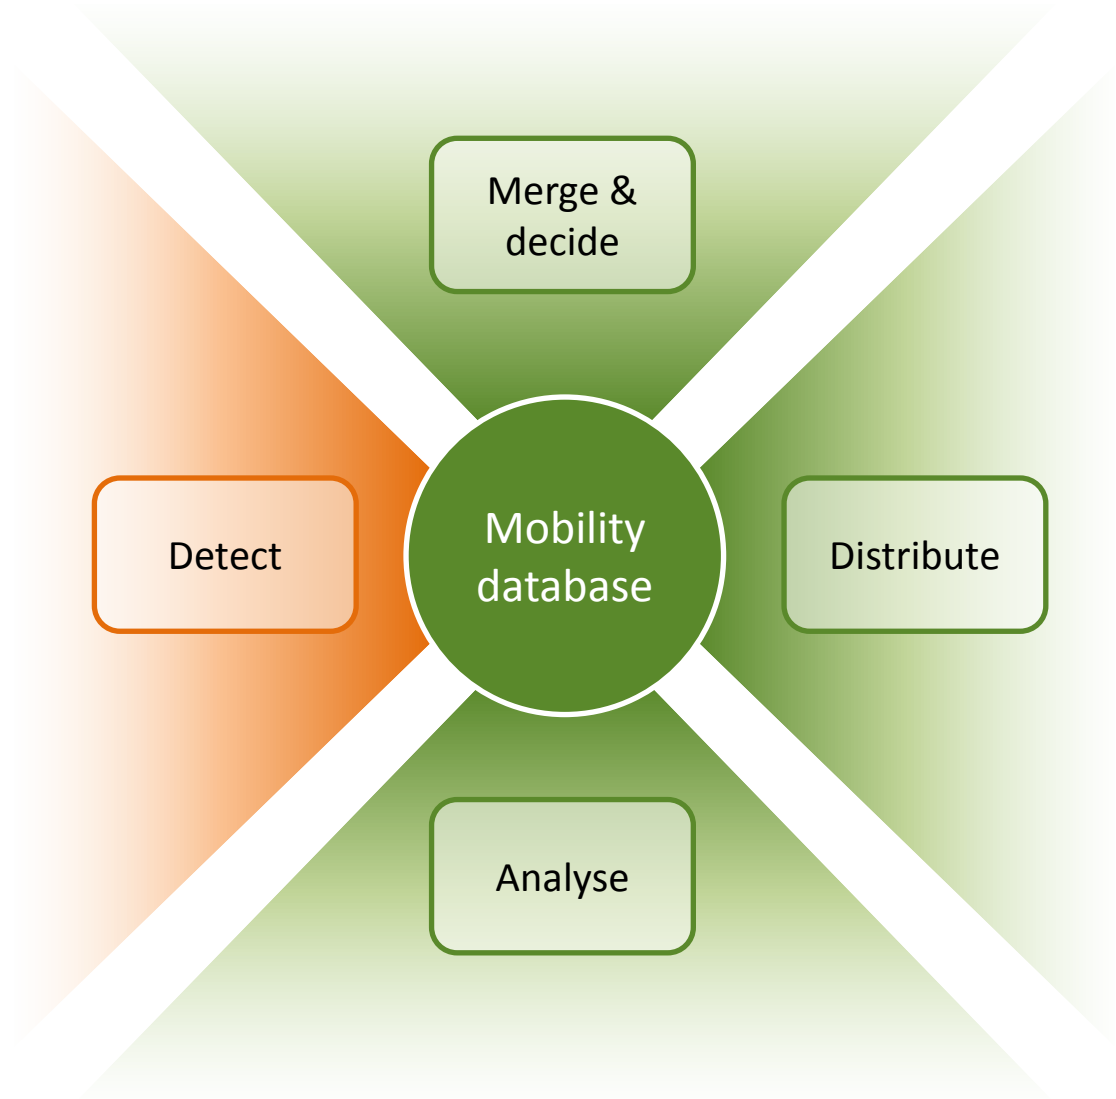 Merge &
decide
Detect
Mobility
database
Distribute
Analyse